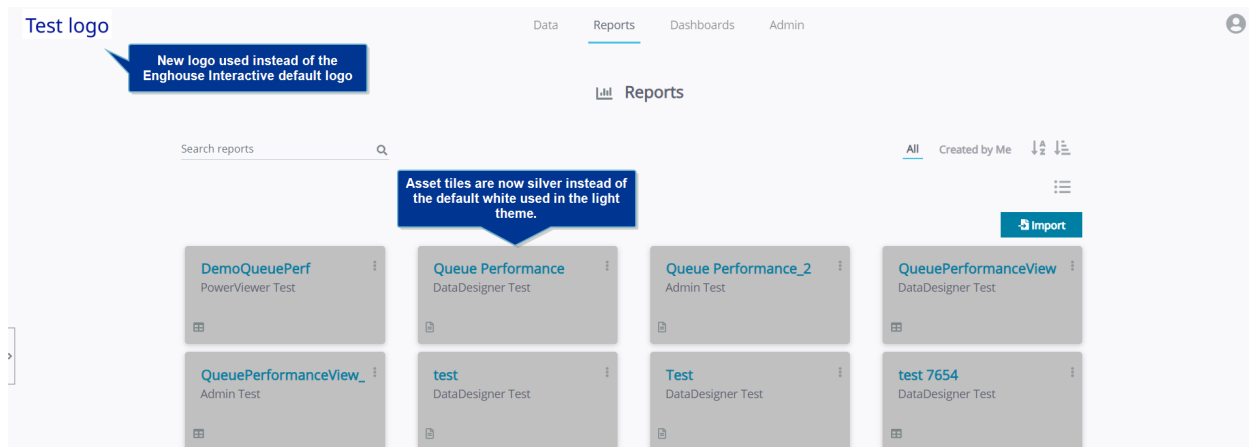 Test logo
Data Reports Dashboards Admin
New logo used instead of the
Enghouse Interactive default logo
Reports
Search reports
All Created by Me
Asset tiles are now silver instead of
the default white used in the light
theme.
Import
DemoQueuePerf
PowerViewer Test
Queue Performance
DataDesigner Test
Queue Performance_2
Admin Test
QueuePerformanceView
DataDesigner Test
QueuePerformanceView_
Admin Test
test
DataDesigner Test
Test
DataDesigner Test
test 7654
DataDesigner Test